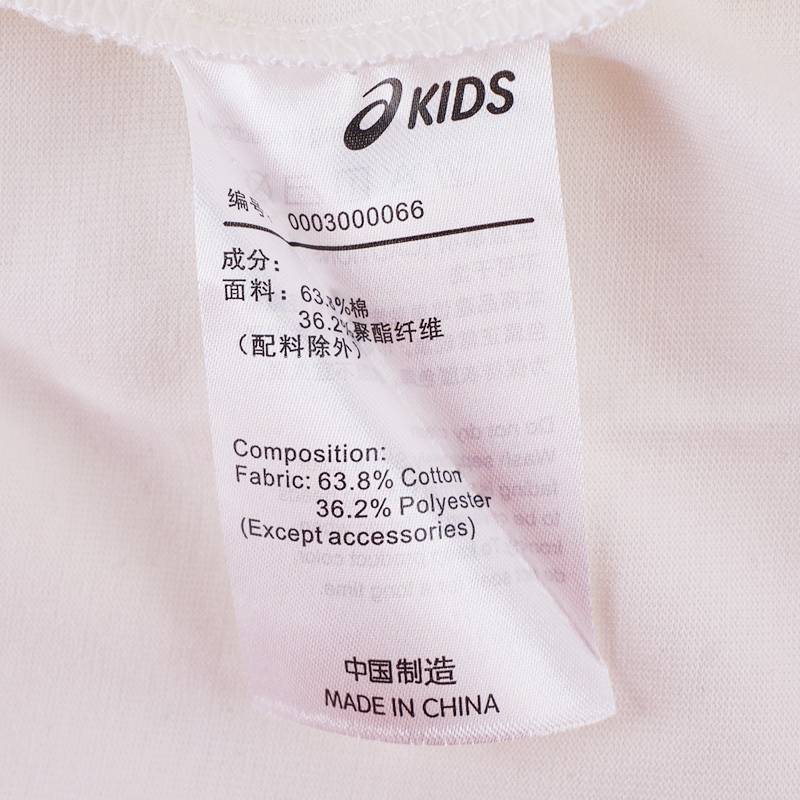 KIDS
编号: 0003000066
成分:
面料: 63.8%棉
36.2%聚酯纤维
(配料除外)
Composition:
Fabric: 63.8% Cotton
36.2% Polyester
(Except accessories)
中国制造
MADE IN CHINA